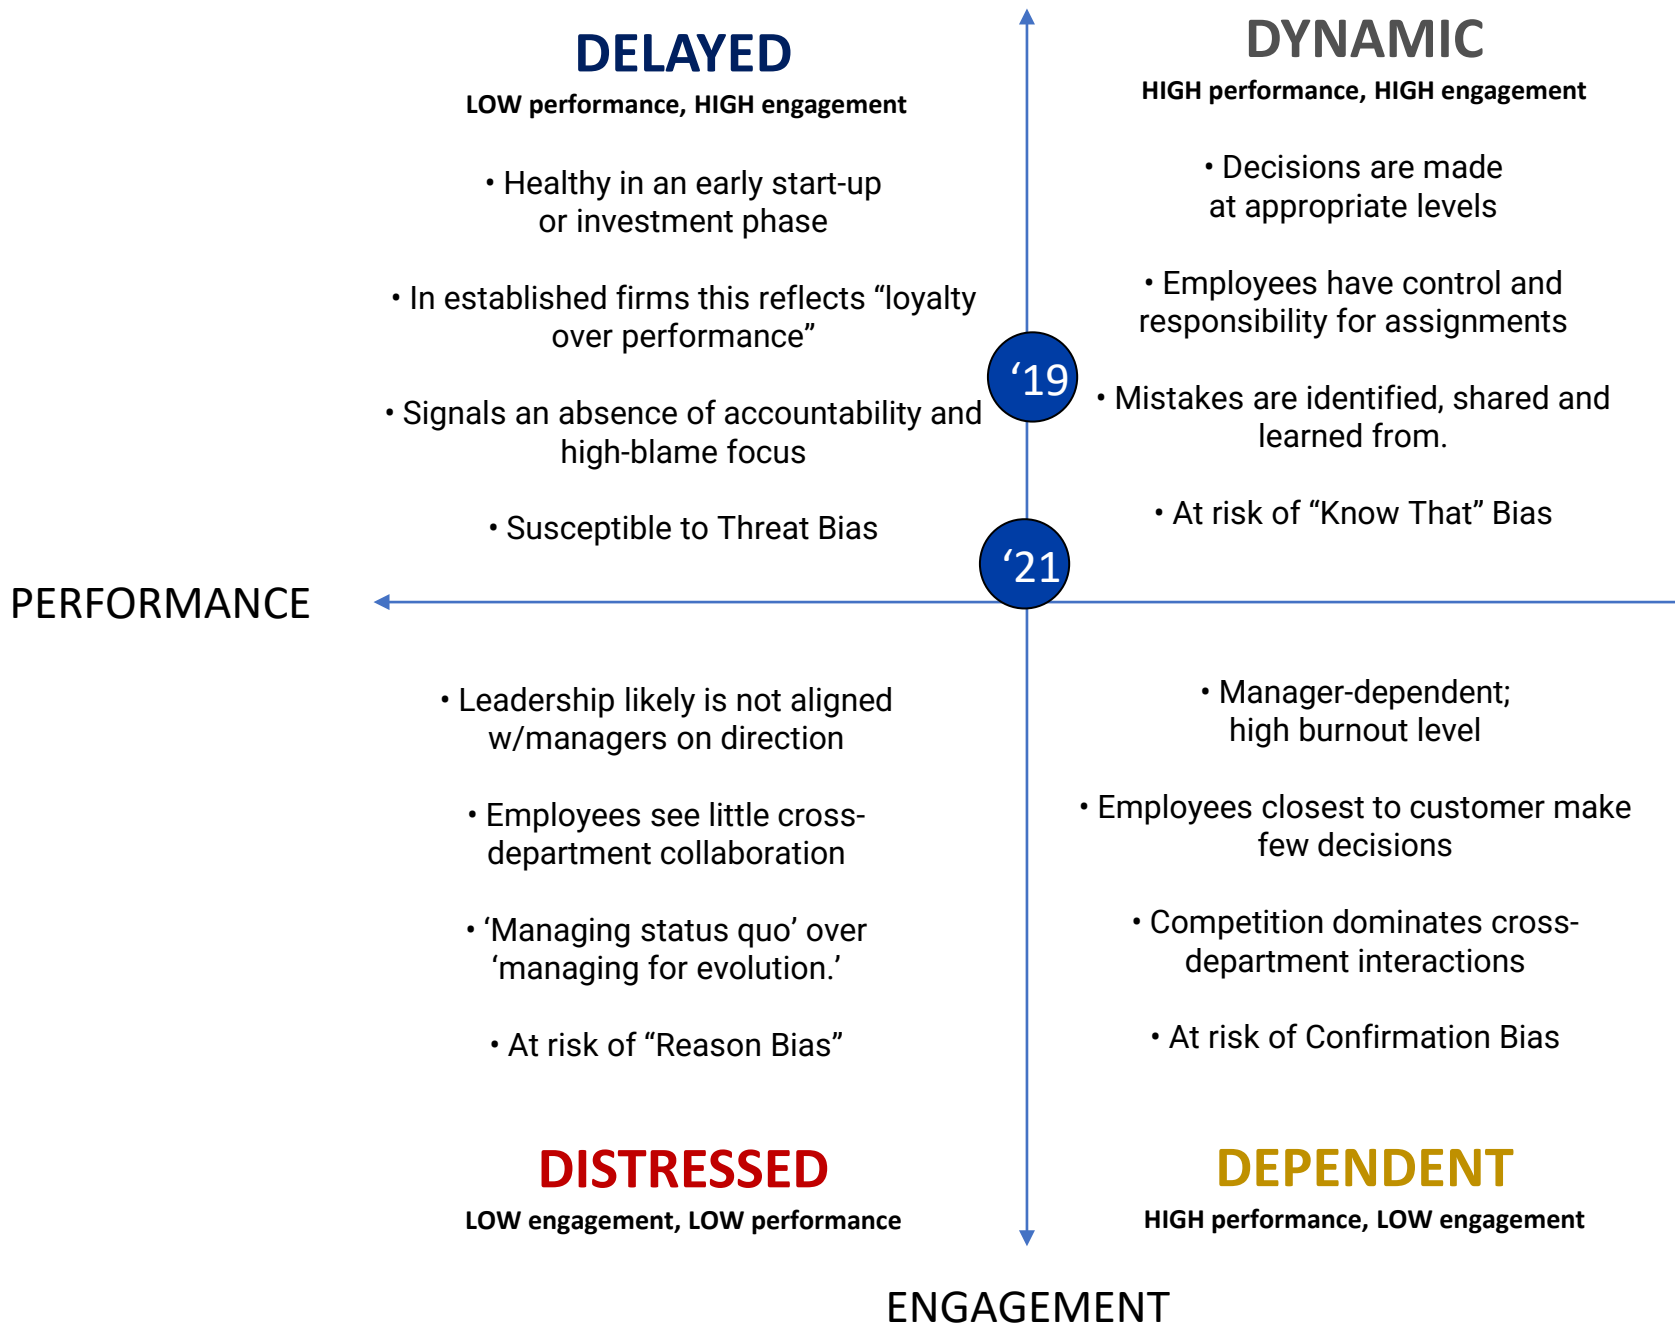 DELAYED
LOW performance, HIGH engagement
• Healthy in an early start-up
or investment phase
• In established firms this reflects “loyalty
over performance”
• Signals an absence of accountability and
high-blame focus
• Susceptible to Threat Bias
DYNAMIC
HIGH performance, HIGH engagement
• Decisions are made
at appropriate levels
• Employees have control and
responsibility for assignments
• Mistakes are identified, shared and
learned from.
• At risk of “Know That” Bias
‘19
‘21
PERFORMANCE
• Leadership likely is not aligned
w/managers on direction
• Employees see little cross-
department collaboration
• ‘Managing status quo’ over
‘managing for evolution.’
• At risk of “Reason Bias”
DISTRESSED
LOW engagement, LOW performance
• Manager-dependent;
high burnout level
• Employees closest to customer make
few decisions
• Competition dominates cross-
department interactions
• At risk of Confirmation Bias
DEPENDENT
HIGH performance, LOW engagement
ENGAGEMENT